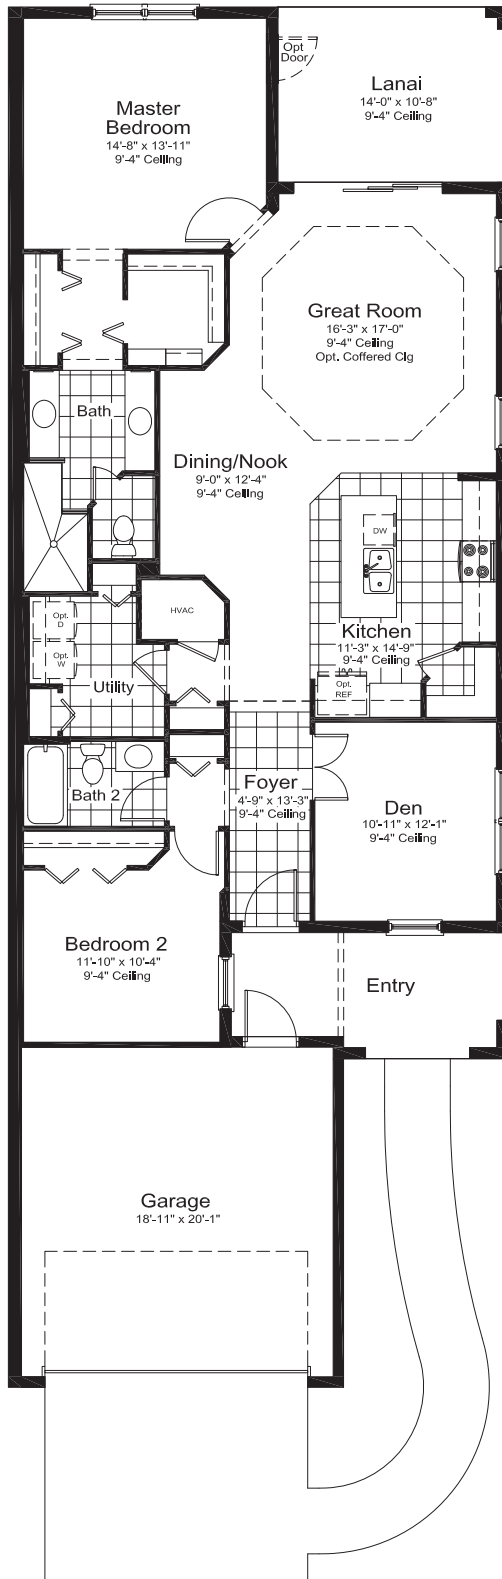 Opt
Door
Lanai
14'-0" x 10'-8"
9'-4" Ceiling
Master
Bedroom
14'-8" x 13'-11"
9'-4" Ceiling
Great Room
16'-3" x 17'-0"
9'-4" Ceiling
Opt. Coffered Clg
Bath
Dining/Nook
9'-0" x 12'-4"
9'-4" Ceiling
DW
HVAC
Opt.
D
Opt.
W
Kitchen
11'-3" x 14'-9"
9'-4" Ceiling
Utility
Opt.
REF
Bath 2
Foyer
4'-9" x 13'-3"
9'-4" Ceiling
Den
10'-11" x 12'-1"
9'-4" Ceiling
Bedroom 2
11'-10" x 10'-4"
9'-4" Ceiling
Entry
Garage
18'-11" x 20'-1"